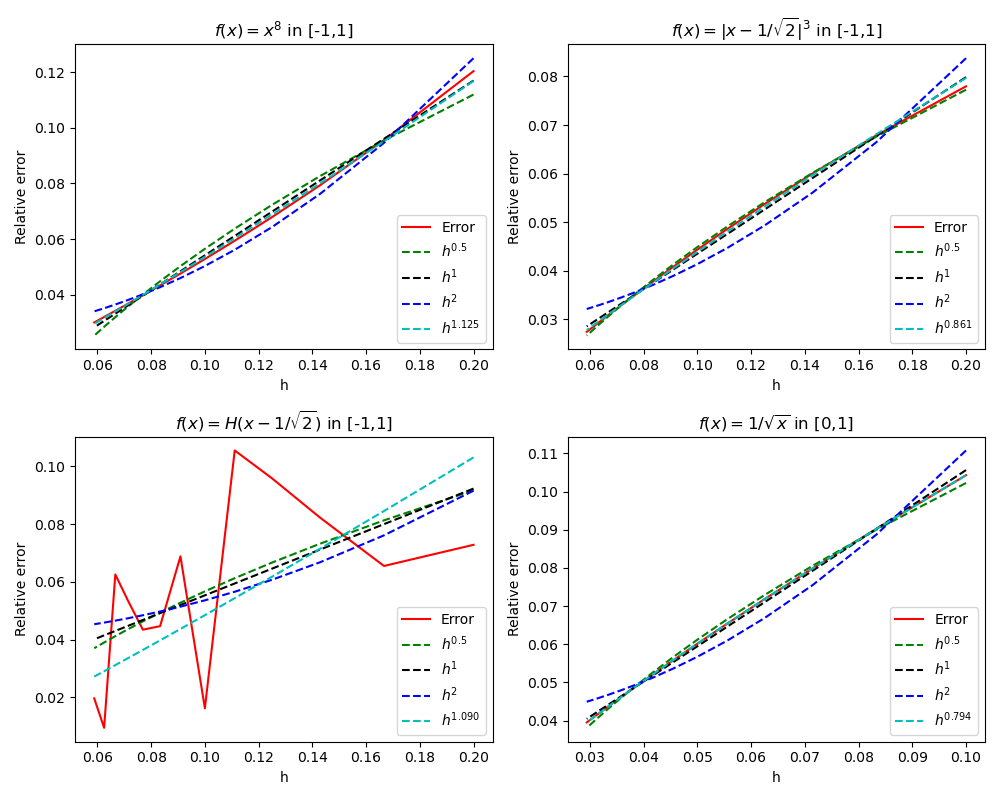 f(x) = x^8 in [-1,1]
0.12
0.10
0.08
0.06
0.04
Relative error
0.06 0.08 0.10 0.12 0.14 0.16 0.18 0.20
h
Error
h^0.5
h^1
h^2
h^1.125
f(x) = |x − 1/√2|^3 in [-1,1]
0.08
0.07
0.06
0.05
0.04
0.03
Relative error
0.06 0.08 0.10 0.12 0.14 0.16 0.18 0.20
h
Error
h^0.5
h^1
h^2
h^0.861
f(x) = H(x − 1/√2) in [-1,1]
0.10
0.08
0.06
0.04
0.02
Relative error
0.06 0.08 0.10 0.12 0.14 0.16 0.18 0.20
h
Error
h^0.5
h^1
h^2
h^1.090
f(x) = 1/√x in [0,1]
0.11
0.10
0.09
0.08
0.07
0.06
0.05
0.04
Relative error
0.03 0.04 0.05 0.06 0.07 0.08 0.09 0.10
h
Error
h^0.5
h^1
h^2
h^0.794